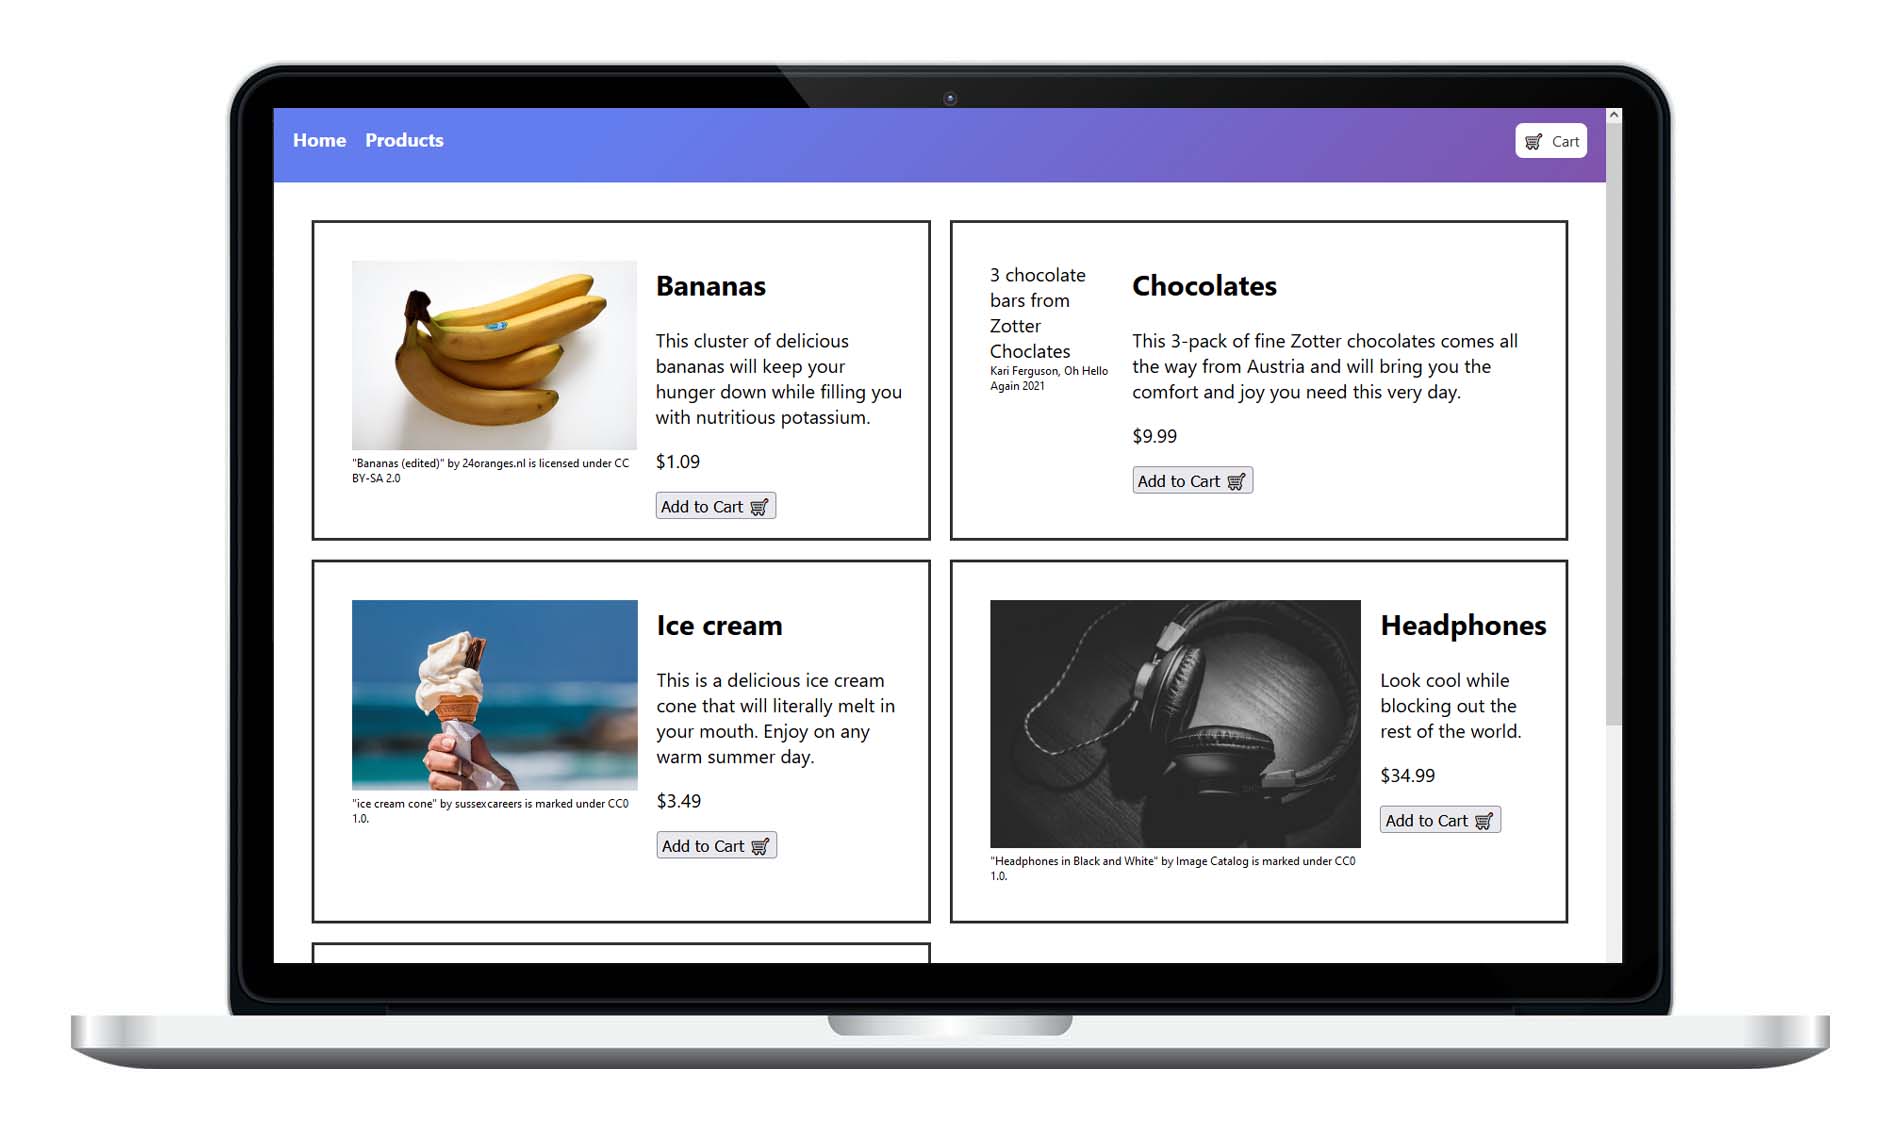 Home Products
Cart
Bananas
This cluster of delicious
bananas will keep your
hunger down while filling you
with nutritious potassium.
$1.09
Add to Cart
"Bananas (edited)" by 24oranges.nl is licensed under CC
BY-SA 2.0
3 chocolate
bars from
Zotter
Choclates
Kari Ferguson, Oh Hello
Again 2021
Chocolates
This 3-pack of fine Zotter chocolates comes all
the way from Austria and will bring you the
comfort and joy you need this very day.
$9.99
Add to Cart
Ice cream
This is a delicious ice cream
cone that will literally melt in
your mouth. Enjoy on any
warm summer day.
$3.49
Add to Cart
"ice cream cone" by sussexcareers is marked under CC0
1.0.
Headphones
Look cool while
blocking out the
rest of the world.
$34.99
Add to Cart
"Headphones in Black and White" by Image Catalog is marked under CC0
1.0.